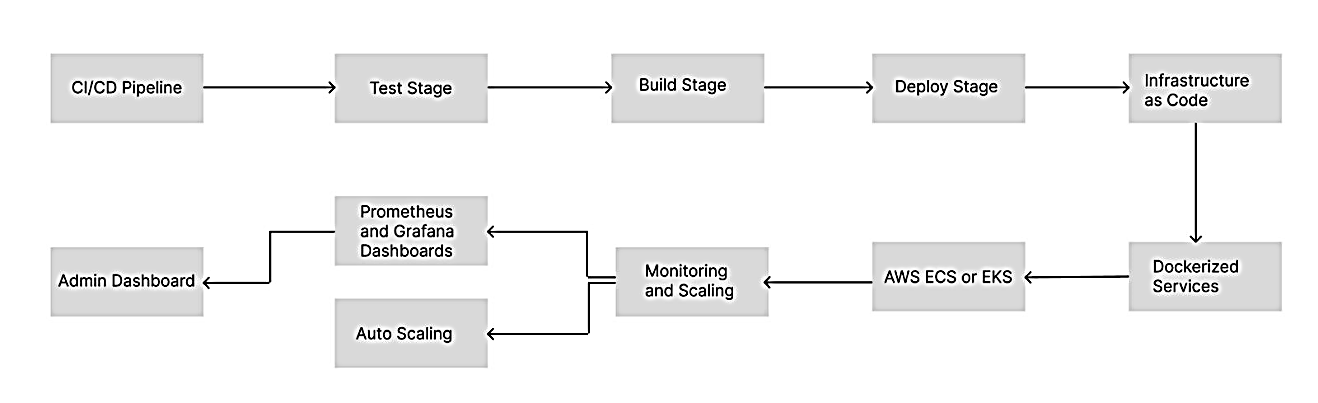 CI/CD Pipeline
Test Stage
Build Stage
Deploy Stage
Infrastructure
as Code
Prometheus
and Grafana
Dashboards
Admin Dashboard
Auto Scaling
Monitoring
and Scaling
AWS ECS or EKS
Dockerized
Services